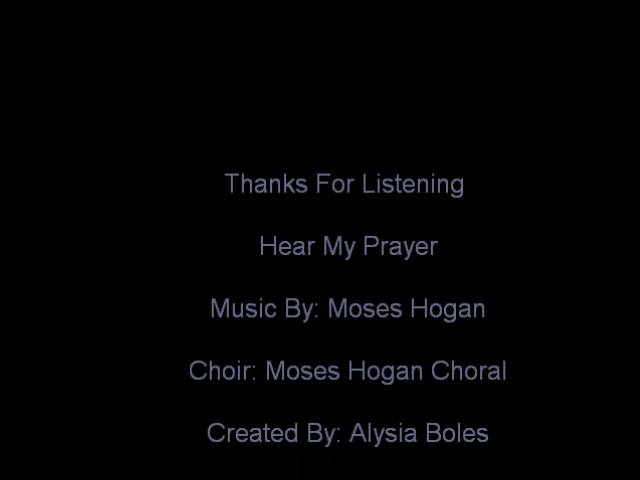 Thanks For Listening
Hear My Prayer
Music By: Moses Hogan
Choir: Moses Hogan Choral
Created By: Alysia Boles